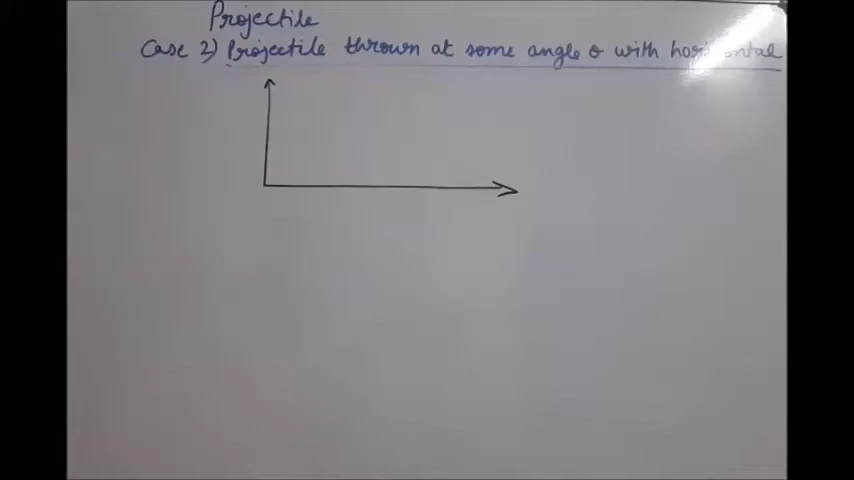 Projectile
Case 2) Projectile thrown at some angle θ with horizontal